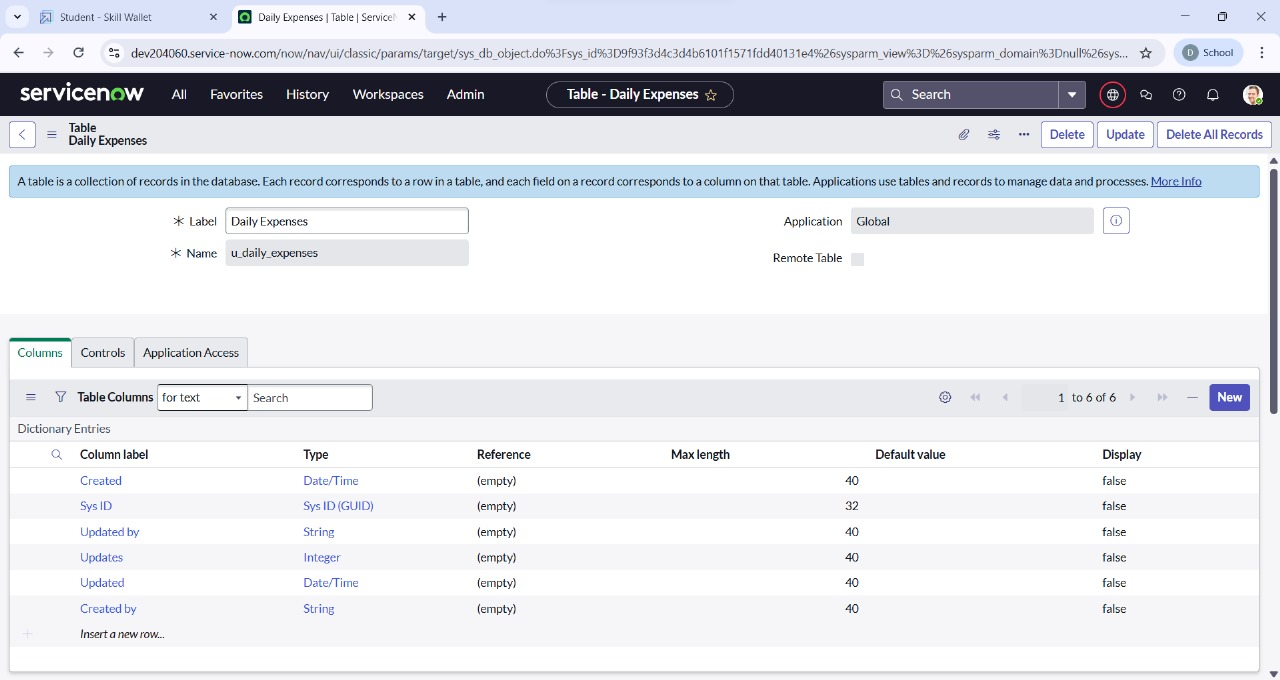 Student - Skill Wallet
Daily Expenses | Table | ServiceN
dev204060.service-now.com/now/nav/ui/classic/params/target/sys_db_object.do%3Fsys_id%3D9f93f3d4c3d4b6101f1571fdd40131e4%26sysparm_view%3D%26sysparm_domain%3Dnull%26sys...
D School
servicenow All Favorites History Workspaces Admin Table - Daily Expenses Search
Table
Daily Expenses
Delete Update Delete All Records
A table is a collection of records in the database. Each record corresponds to a row in a table, and each field on a record corresponds to a column on that table. Applications use tables and records to manage data and processes. More Info
Label Daily Expenses Application Global
Name u_daily_expenses Remote Table
Columns Controls Application Access
Table Columns for text Search 1 to 6 of 6 New
Dictionary Entries
Column label Type Reference Max length Default value Display
Created Date/Time (empty) 40 false
Sys ID Sys ID (GUID) (empty) 32 false
Updated by String (empty) 40 false
Updates Integer (empty) 40 false
Updated Date/Time (empty) 40 false
Created by String (empty) 40 false
Insert a new row...